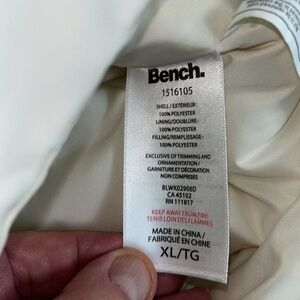 Bench.
1516105
SHELL/EXTÉRIEUR:
100% POLYESTER
LINING/DOUBLURE:
100% POLYESTER
FILLING/REMPLISSAGE:
100% POLYESTER
EXCLUSIVE OF TRIMMING AND
ORNAMENTATION/
GARNITURE ET DÉCORATION
NON COMPRISES
BLWK02908D
CA 45102
RN 111817
KEEP AWAY FROM FIRE
TENIR LOIN DES FLAMMES
MADE IN CHINA/
FABRIQUÉ EN CHINE
XL/TG